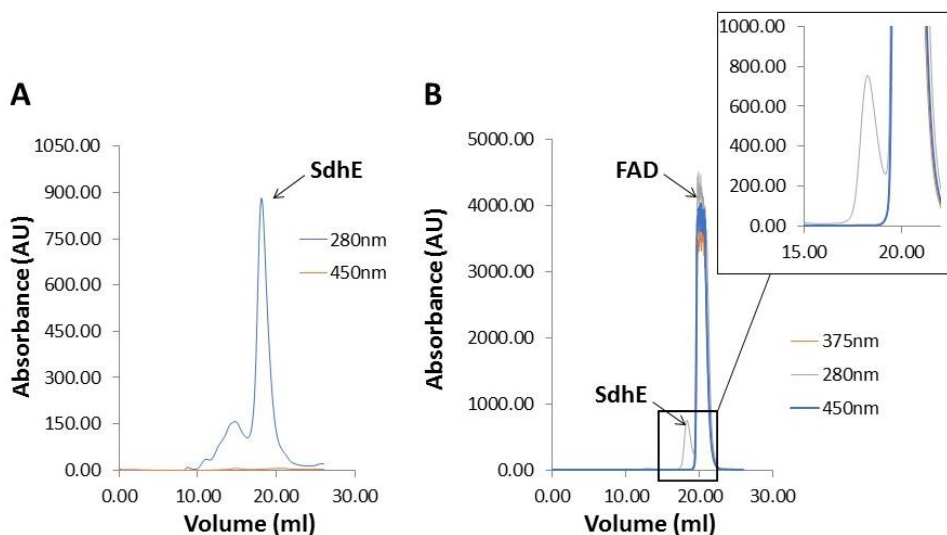 A
1050.00
900.00
750.00
600.00
450.00
300.00
150.00
0.00
Absorbance (AU)
SdhE
280nm
450nm
0.00 10.00 20.00 30.00
Volume (ml)
B
5000.00
4000.00
3000.00
2000.00
1000.00
0.00
Absorbance (AU)
FAD
SdhE
0.00 10.00 20.00 30.00
Volume (ml)
1000.00
800.00
600.00
400.00
200.00
0.00
15.00 20.00
375nm
280nm
450nm